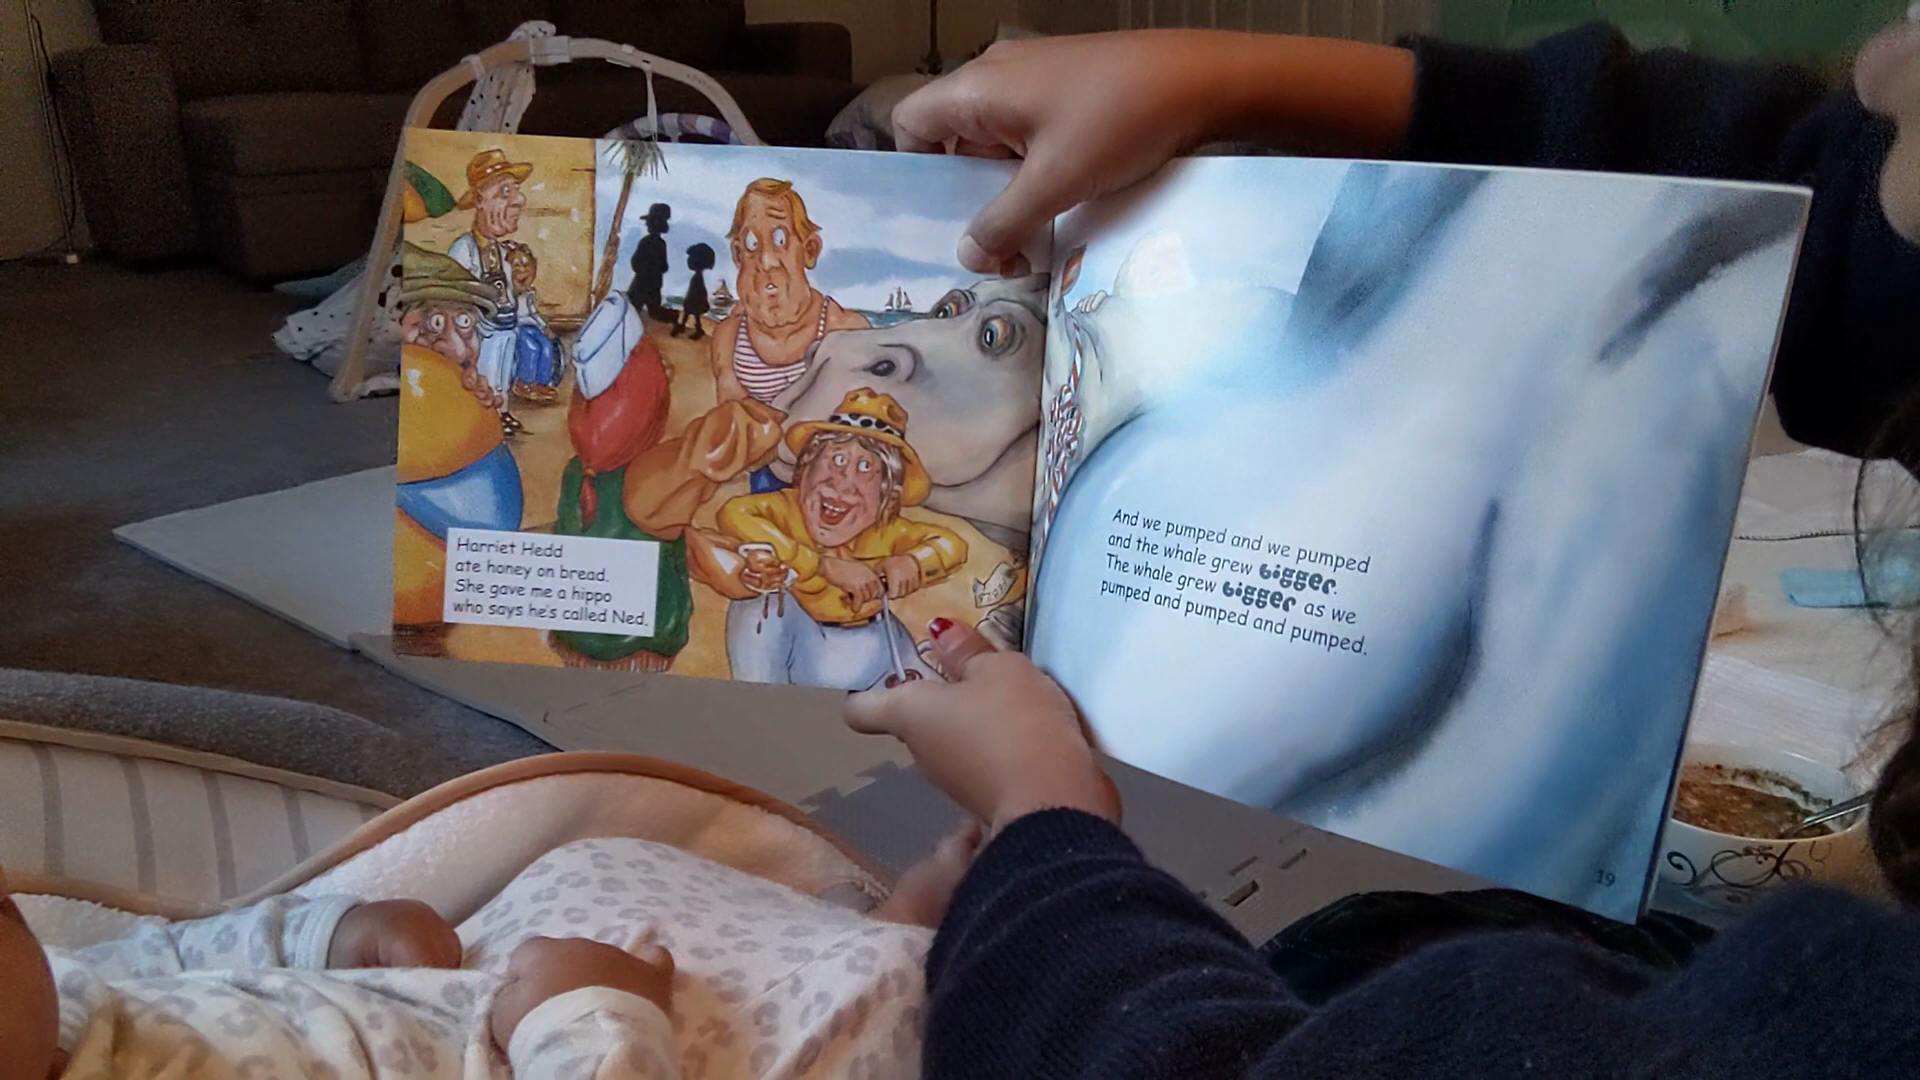 Harriet Hedd
ate honey on bread.
She gave me a hippo
who says he's called Ned.
And we pumped and we pumped
and the whale grew bigger.
The whale grew bigger as we
pumped and pumped and pumped.
19